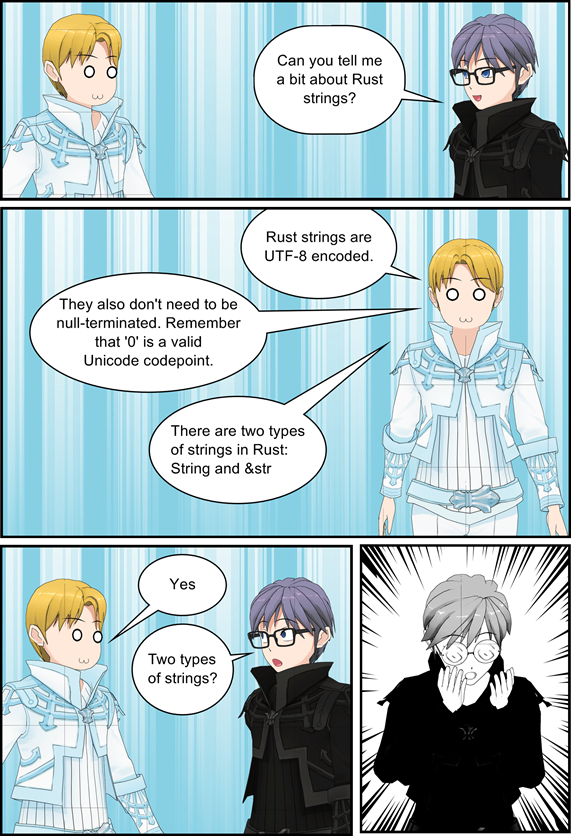 Can you tell me
a bit about Rust
strings?
Rust strings are
UTF-8 encoded.
They also don't need to be
null-terminated. Remember
that '0' is a valid
Unicode codepoint.
There are two types
of strings in Rust:
String and &str
Yes
Two types
of strings?